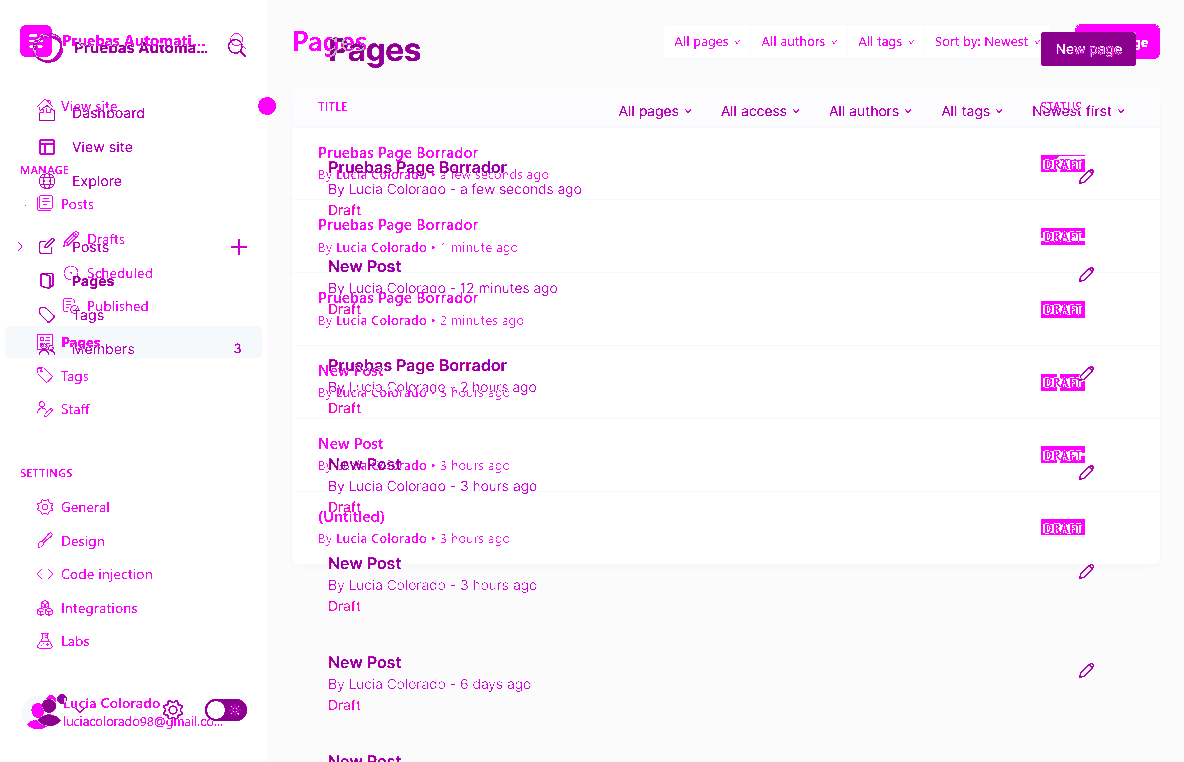 Pruebas Automati...
Pruebas Automa...
View site
Dashboard
View site
MANAGE
Explore
Posts
Drafts
Posts
Scheduled
Pages
Published
Tags
Pages
Members
3
Tags
Staff
SETTINGS
General
Design
Code injection
Integrations
Labs
Lucia Colorado
luciacolorado98@gmail.co...
Pages
Pages
All pages
All authors
All tags
Sort by: Newest
New page
TITLE
STATUS
All pages
All access
All authors
All tags
Newest first
Pruebas Page Borrador
By Lucia Colorado • a few seconds ago
DRAFT
Pruebas Page Borrador
By Lucia Colorado - a few seconds ago
Draft
Pruebas Page Borrador
By Lucia Colorado • 1 minute ago
DRAFT
New Post
By Lucia Colorado - 12 minutes ago
Draft
Pruebas Page Borrador
By Lucia Colorado • 2 minutes ago
DRAFT
Pruebas Page Borrador
By Lucia Colorado - 2 hours ago
Draft
New Post
By Lucia Colorado • 3 hours ago
DRAFT
New Post
By Lucia Colorado • 3 hours ago
DRAFT
New Post
By Lucia Colorado - 3 hours ago
Draft
(Untitled)
By Lucia Colorado • 3 hours ago
DRAFT
New Post
By Lucia Colorado - 3 hours ago
Draft
New Post
By Lucia Colorado - 6 days ago
Draft
New Post